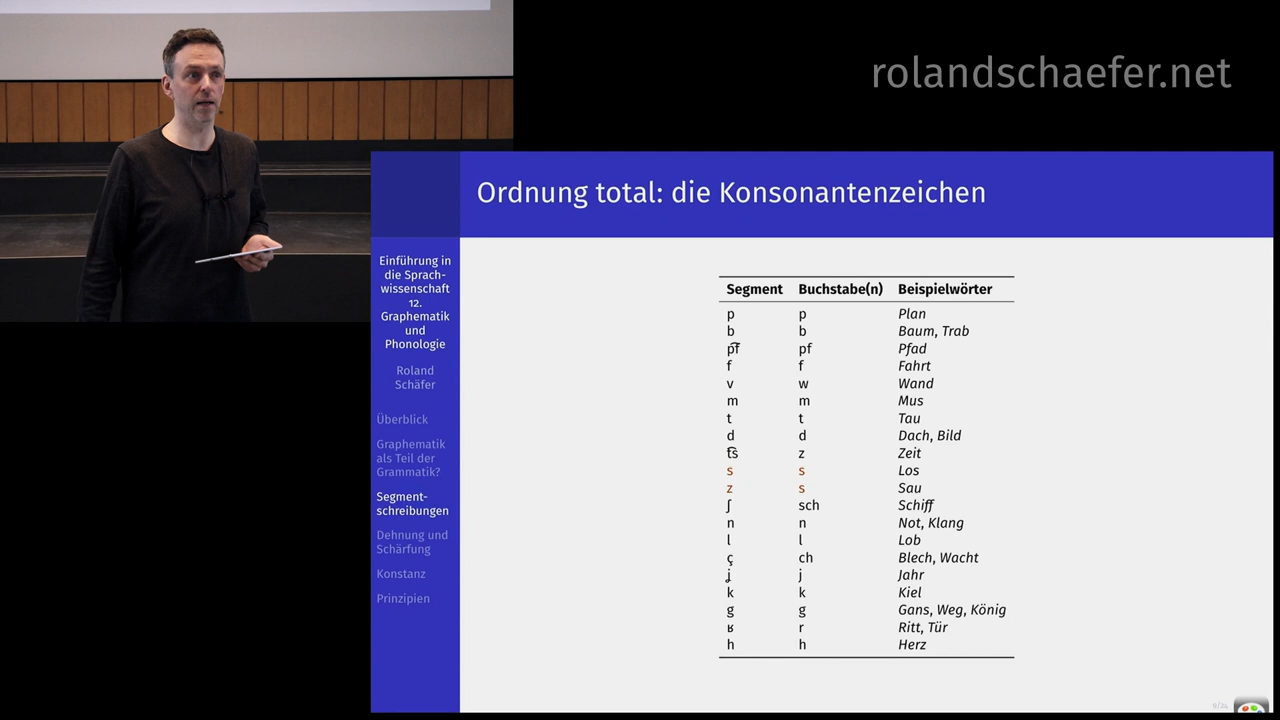 rolandschaefer.net
Ordnung total: die Konsonantenzeichen
Einführung in
die Sprach-
wissenschaft
12.
Graphematik
und
Phonologie
Roland
Schäfer
Überblick
Graphematik
als Teil der
Grammatik?
Segment-
schreibungen
Dehnung und
Schärfung
Konstanz
Prinzipien
Segment Buchstabe(n) Beispielwörter
p p Plan
b b Baum, Trab
p͡f pf Pfad
f f Fahrt
v w Wand
m m Mus
t t Tau
d d Dach, Bild
t͡s z Zeit
s s Los
z s Sau
ʃ sch Schiff
n n Not, Klang
l l Lob
ç ch Blech, Wacht
ʝ̞ j Jahr
k k Kiel
g g Gans, Weg, König
ʁ r Ritt, Tür
h h Herz
9/24